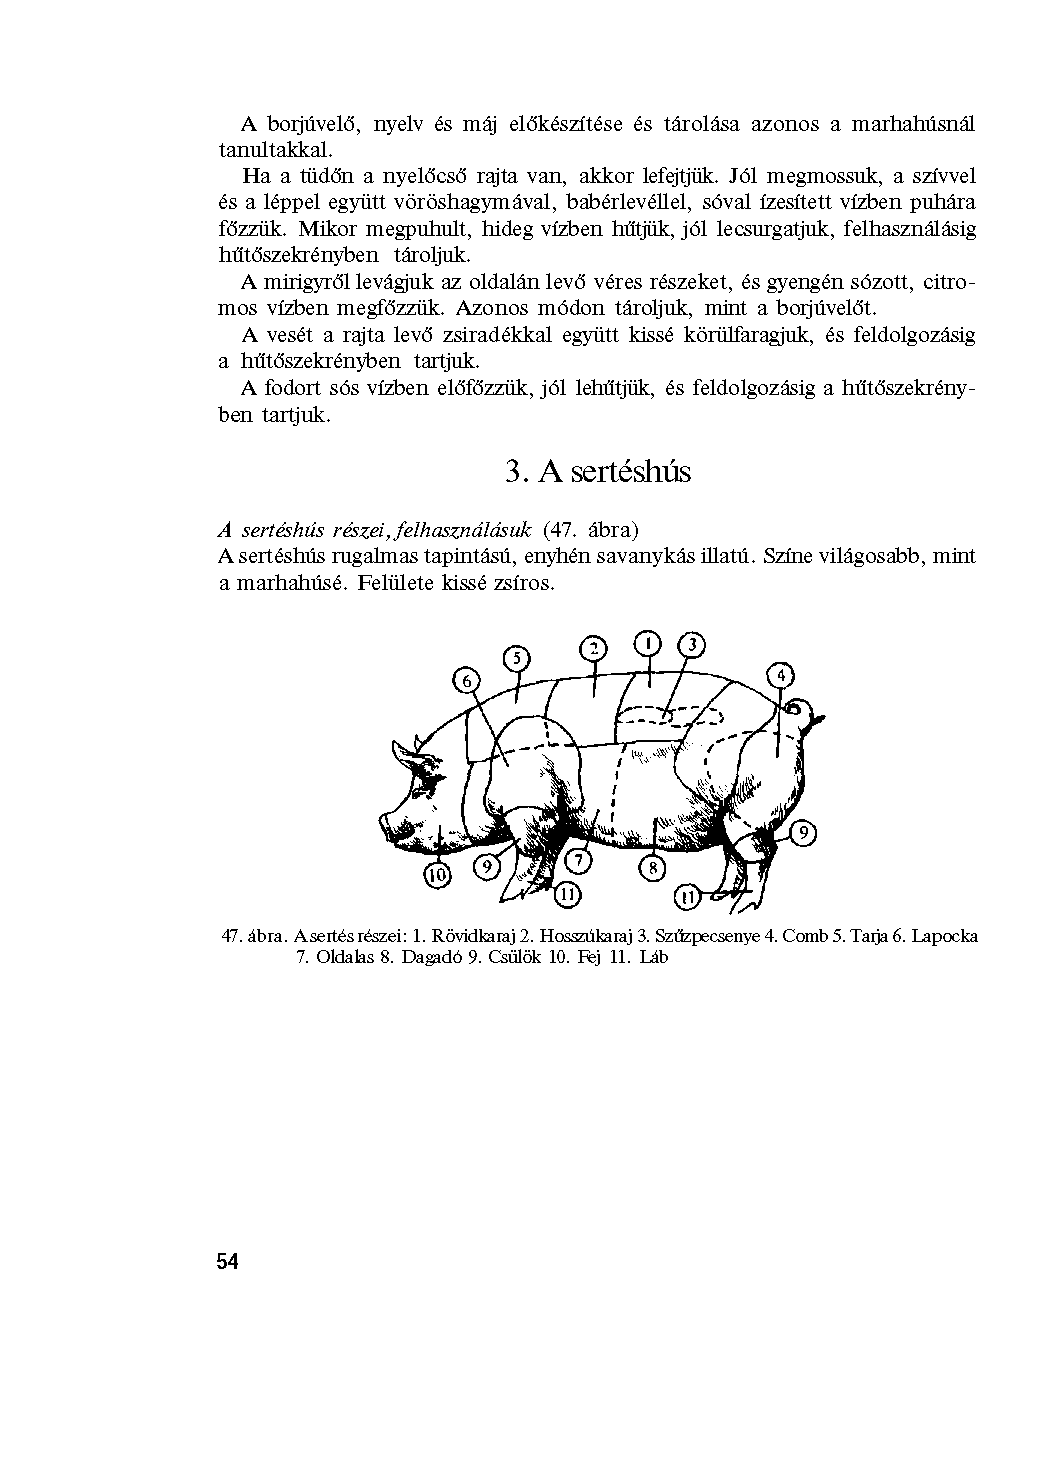 A borjúvelő, nyelv és máj előkészítése és tárolása azonos a marhahúsnál
tanultakkal.
Ha a tüdőn a nyelőcső rajta van, akkor lefejtjük. Jól megmossuk, a szívvel
és a léppel együtt vöröshagymával, babérlevéllel, sóval ízesített vízben puhára
főzzük. Mikor megpuhult, hideg vízben hűtjük, jól lecsurgatjuk, felhasználásig
hűtőszekrényben tároljuk.
A mirigyről levágjuk az oldalán levő véres részeket, és gyengén sózott, citro-
mos vízben megfőzzük. Azonos módon tároljuk, mint a borjúvelőt.
A vesét a rajta levő zsiradékkal együtt kissé körülfaragjuk, és feldolgozásig
a hűtőszekrényben tartjuk.
A fodort sós vízben előfőzzük, jól lehűtjük, és feldolgozásig a hűtőszekrény-
ben tartjuk.
3. A sertéshús
A sertéshús részei, felhasználásuk (47. ábra)
A sertéshús rugalmas tapintású, enyhén savanykás illatú. Színe világosabb, mint
a marhahúsé. Felülete kissé zsíros.
6
5
2
1
3
4
10
9
7
8
9
11
11
47. ábra. A sertés részei: 1. Rövidkaraj 2. Hosszúkaraj 3. Szűzpecsenye 4. Comb 5. Tarja 6. Lapocka
7. Oldalas 8. Dagadó 9. Csülök 10. Fej 11. Láb
54